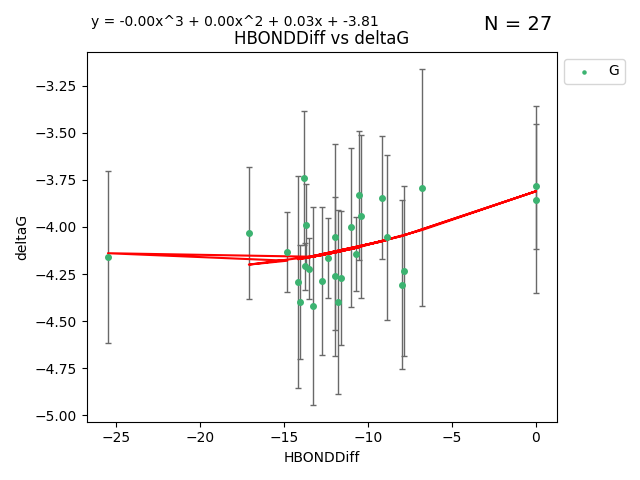 y = -0.00x^3 + 0.00x^2 + 0.03x + -3.81
N = 27
HBONDDiff vs deltaG
G
deltaG
−3.25
−3.50
−3.75
−4.00
−4.25
−4.50
−4.75
−5.00
−25
−20
−15
−10
−5
0
HBONDDiff